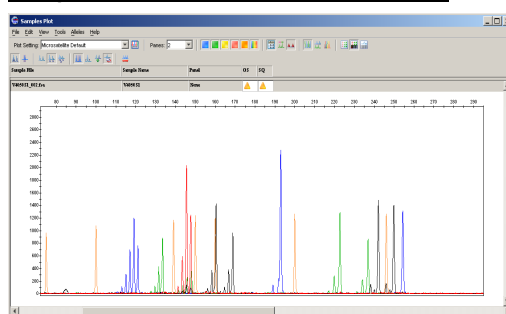 Samples Plot
File Edit View Tools Alleles Help
Plot Setting: Microsatellite Default Panes: 2
Sample File Sample Name Panel OS SQ
None
80 90 100 110 120 130 140 150 160 170 180 190 200 210 220 230 240 250 260 270 280 290
2800
2600
2400
2200
2000
1800
1600
1400
1200
1000
800
600
400
200
0